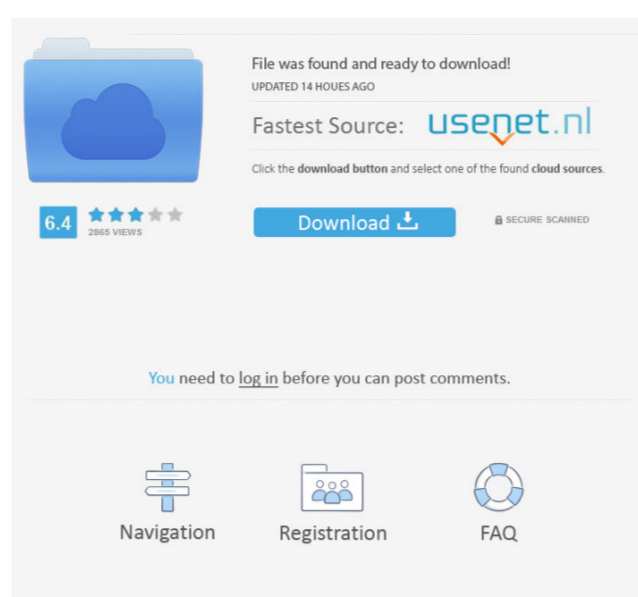 File was found and ready to download!
UPDATED 14 HOUES AGO
Fastest Source: usenet.nl
Click the download button and select one of the found cloud sources.
6.4
2865 VIEWS
Download
SECURE SCANNED
You need to log in before you can post comments.
Navigation
Registration
FAQ